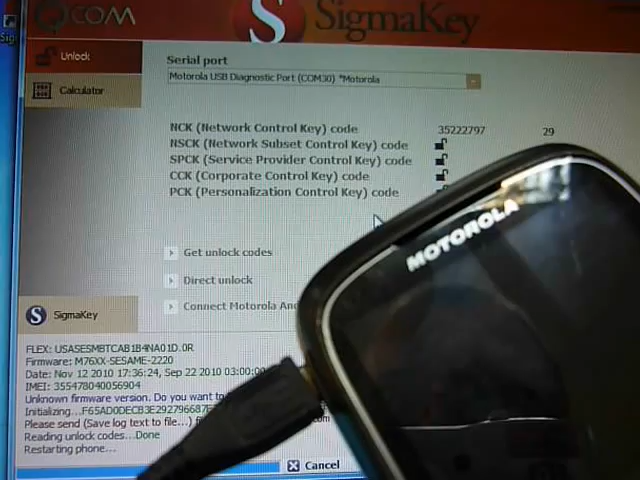 QCOM
SigmaKey
Sig
Unlock
Serial port
Motorola USB Diagnostic Port (COM30) *Motorola
Calculator
NCK (Network Control Key) code 35222797 29
NSCK (Network Subset Control Key) code
SPCK (Service Provider Control Key) code
CCK (Corporate Control Key) code
PCK (Personalization Control Key) code
MOTOROLA
Get unlock codes
Direct unlock
Connect Motorola An
SigmaKey
FLEX: USASESMBTCAB1B4NA01D.0R
Firmware: M76XX-SESAME-2220
Date: Nov 12 2010 17:36:24, Sep 22 2010 03:00:00
IMEI: 355478040056904
Unknown firmware version. Do you want to
Initializing...F65AD0DECB3E292796687
Please send (Save log text to file...) com
Reading unlock codes...Done
Restarting phone...
Cancel